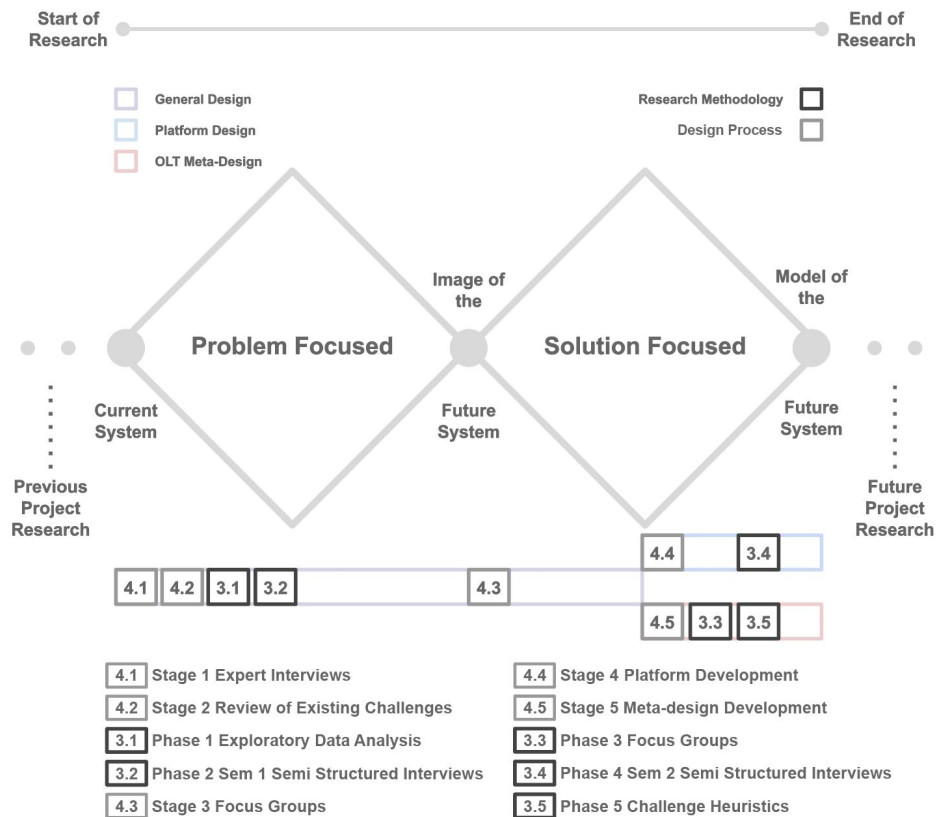 Start of
Research
End of
Research
General Design
Platform Design
OLT Meta-Design
Research Methodology
Design Process
Image of
the
Model of
the
Problem Focused
Solution Focused
Current
System
Future
System
Future
System
Previous
Project
Research
Future
Project
Research
4.4
3.4
4.1
4.2
3.1
3.2
4.3
4.5
3.3
3.5
4.1 Stage 1 Expert Interviews
4.2 Stage 2 Review of Existing Challenges
3.1 Phase 1 Exploratory Data Analysis
3.2 Phase 2 Sem 1 Semi Structured Interviews
4.3 Stage 3 Focus Groups
4.4 Stage 4 Platform Development
4.5 Stage 5 Meta-design Development
3.3 Phase 3 Focus Groups
3.4 Phase 4 Sem 2 Semi Structured Interviews
3.5 Phase 5 Challenge Heuristics